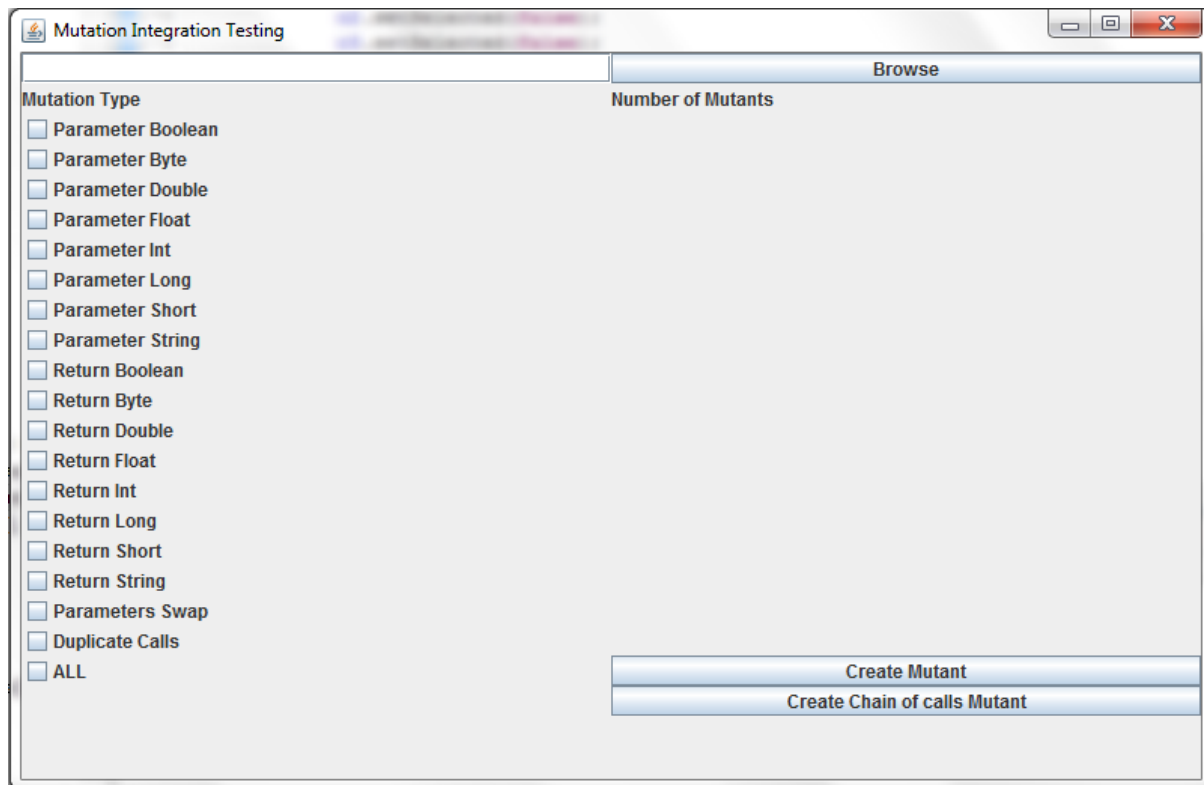 Mutation Integration Testing
Browse
Mutation Type Number of Mutants
Parameter Boolean
Parameter Byte
Parameter Double
Parameter Float
Parameter Int
Parameter Long
Parameter Short
Parameter String
Return Boolean
Return Byte
Return Double
Return Float
Return Int
Return Long
Return Short
Return String
Parameters Swap
Duplicate Calls
ALL Create Mutant
Create Chain of calls Mutant